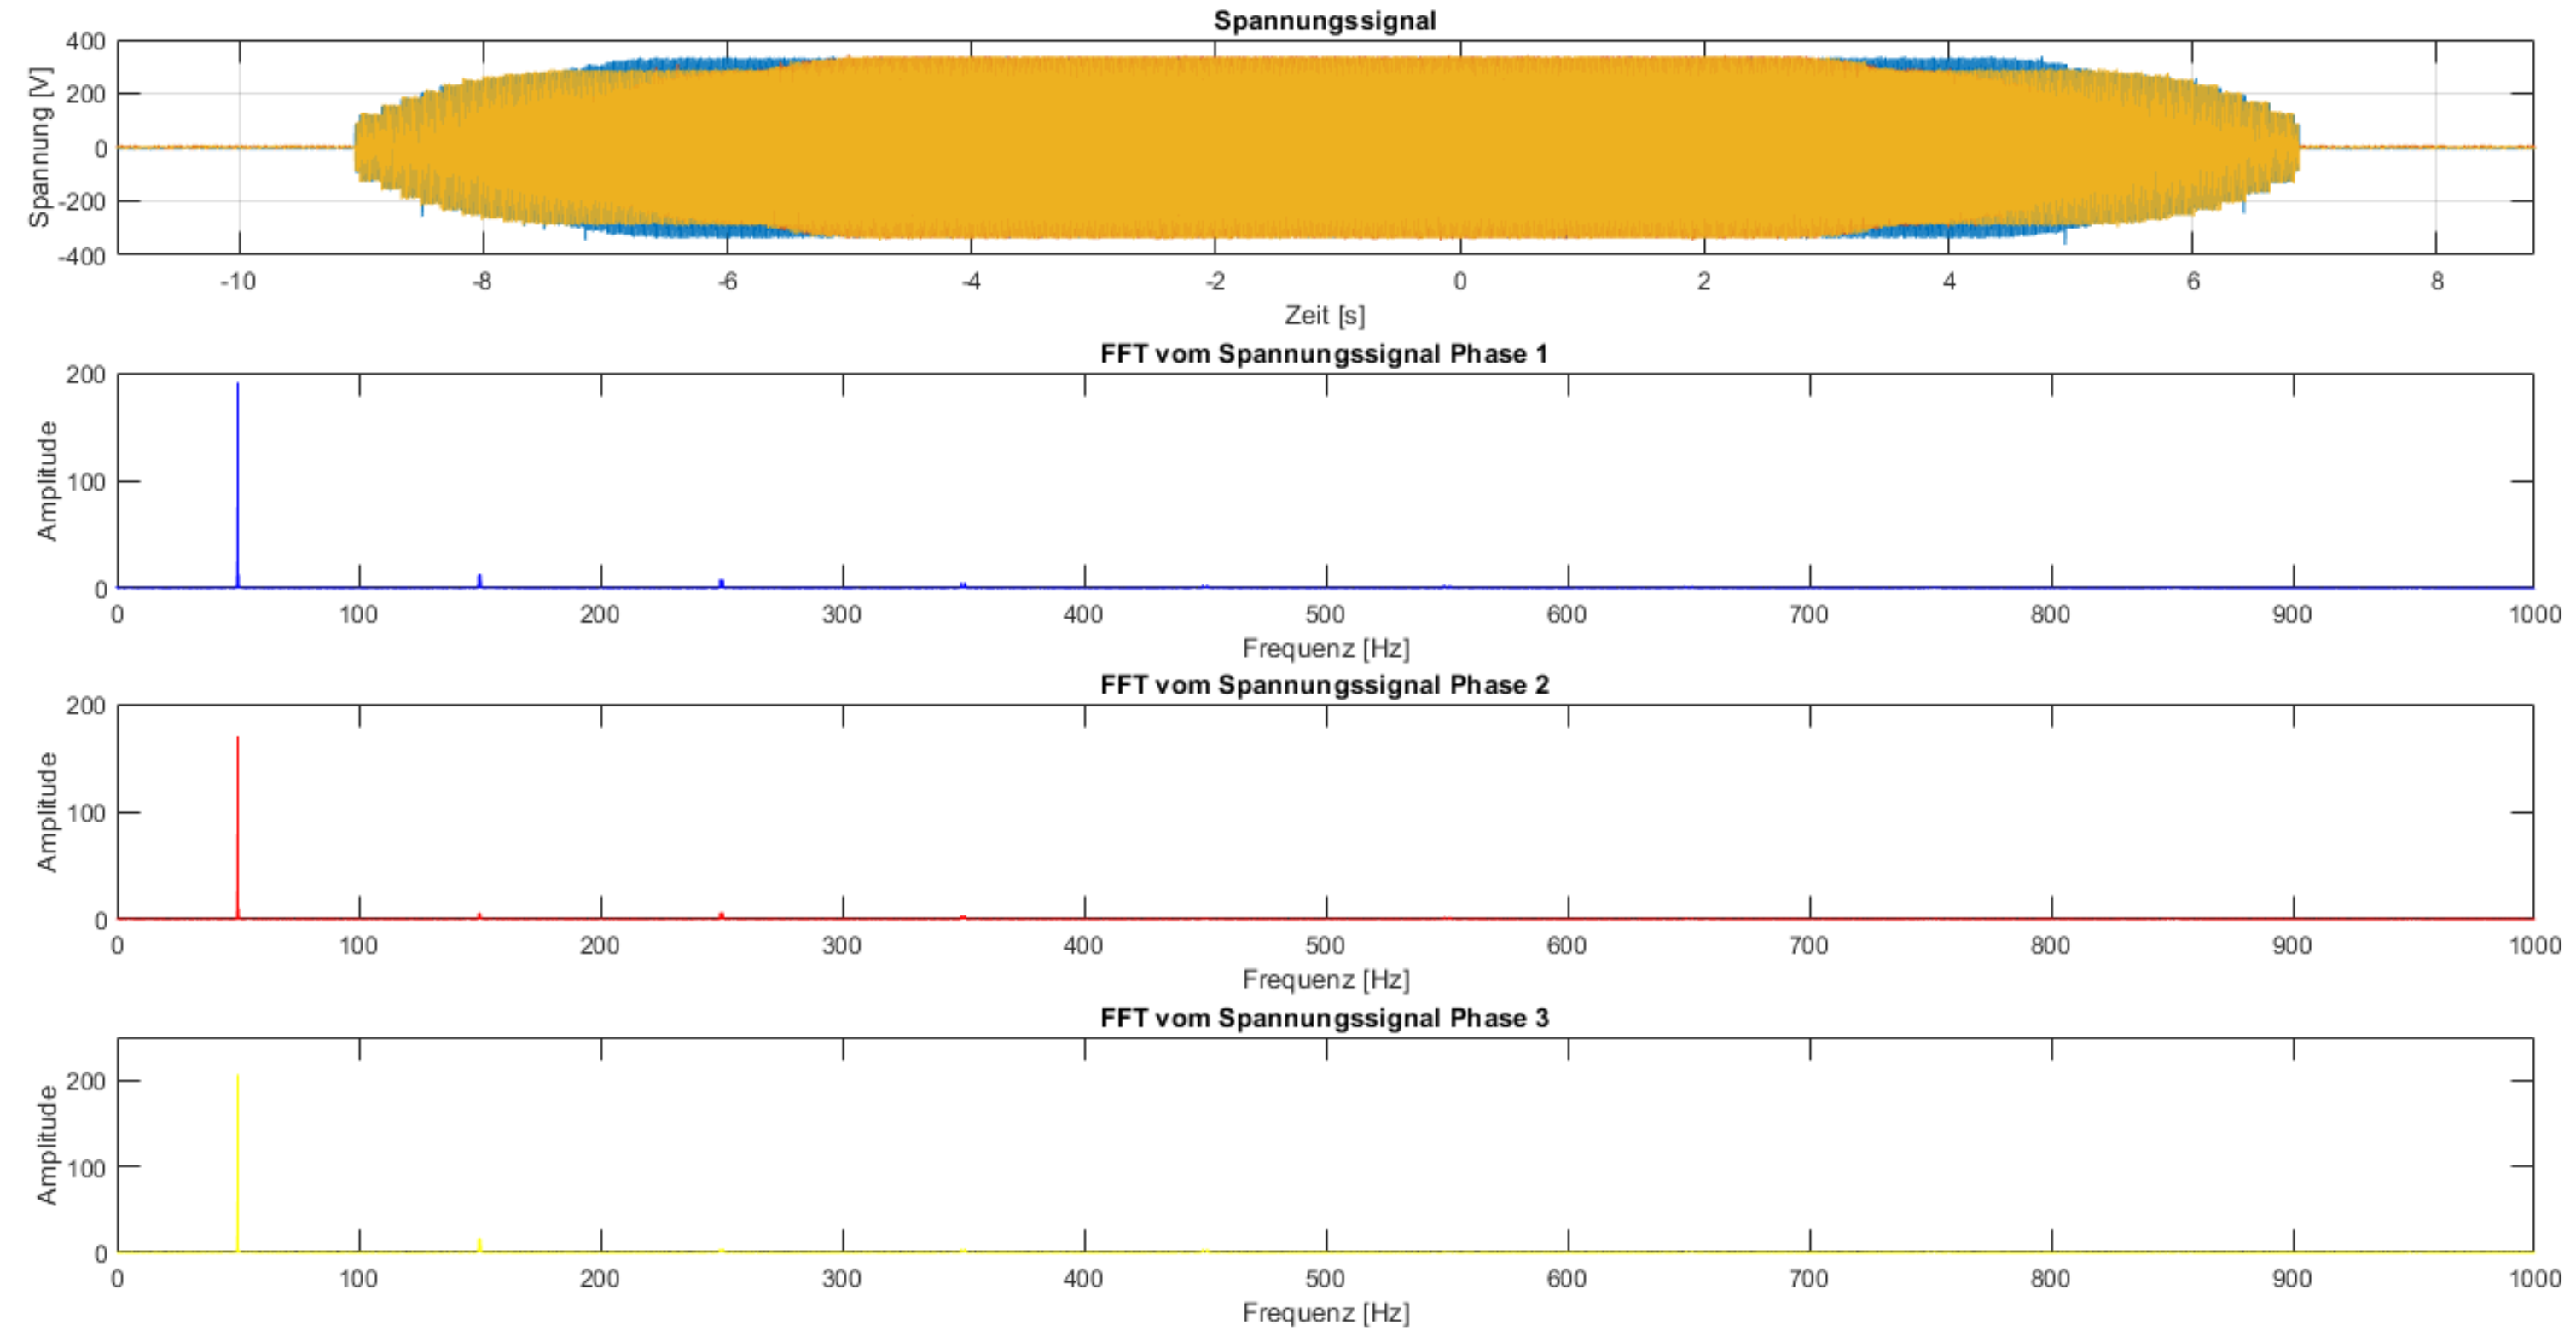 Spannungssignal
400
200
0
-200
-400
Spannung [V]
-10 -8 -6 -4 -2 0 2 4 6 8
Zeit [s]
FFT vom Spannungssignal Phase 1
200
100
0
Amplitude
0 100 200 300 400 500 600 700 800 900 1000
Frequenz [Hz]
FFT vom Spannungssignal Phase 2
200
100
0
Amplitude
0 100 200 300 400 500 600 700 800 900 1000
Frequenz [Hz]
FFT vom Spannungssignal Phase 3
200
100
0
Amplitude
0 100 200 300 400 500 600 700 800 900 1000
Frequenz [Hz]